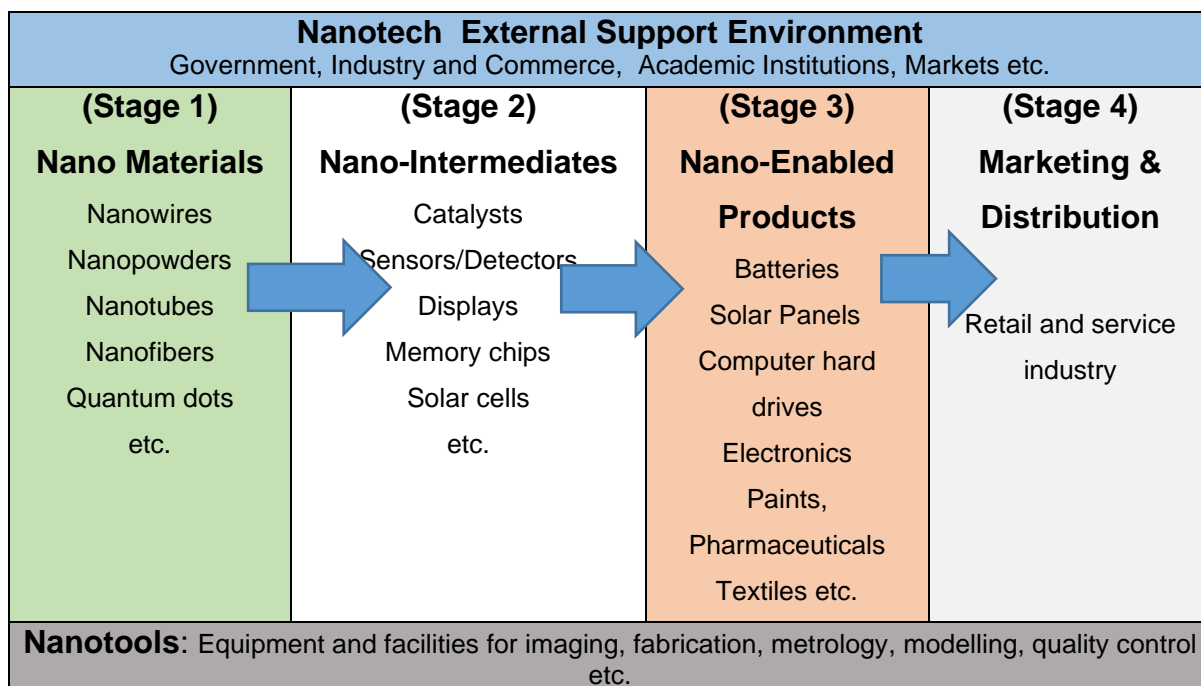 Nanotech External Support Environment
Government, Industry and Commerce, Academic Institutions, Markets etc.
(Stage 1)
Nano Materials
Nanowires
Nanopowders
Nanotubes
Nanofibers
Quantum dots
etc.
(Stage 2)
Nano-Intermediates
Catalysts
Sensors/Detectors
Displays
Memory chips
Solar cells
etc.
(Stage 3)
Nano-Enabled
Products
Batteries
Solar Panels
Computer hard
drives
Electronics
Paints,
Pharmaceuticals
Textiles etc.
(Stage 4)
Marketing &
Distribution
Retail and service
industry
Nanotools: Equipment and facilities for imaging, fabrication, metrology, modelling, quality control
etc.